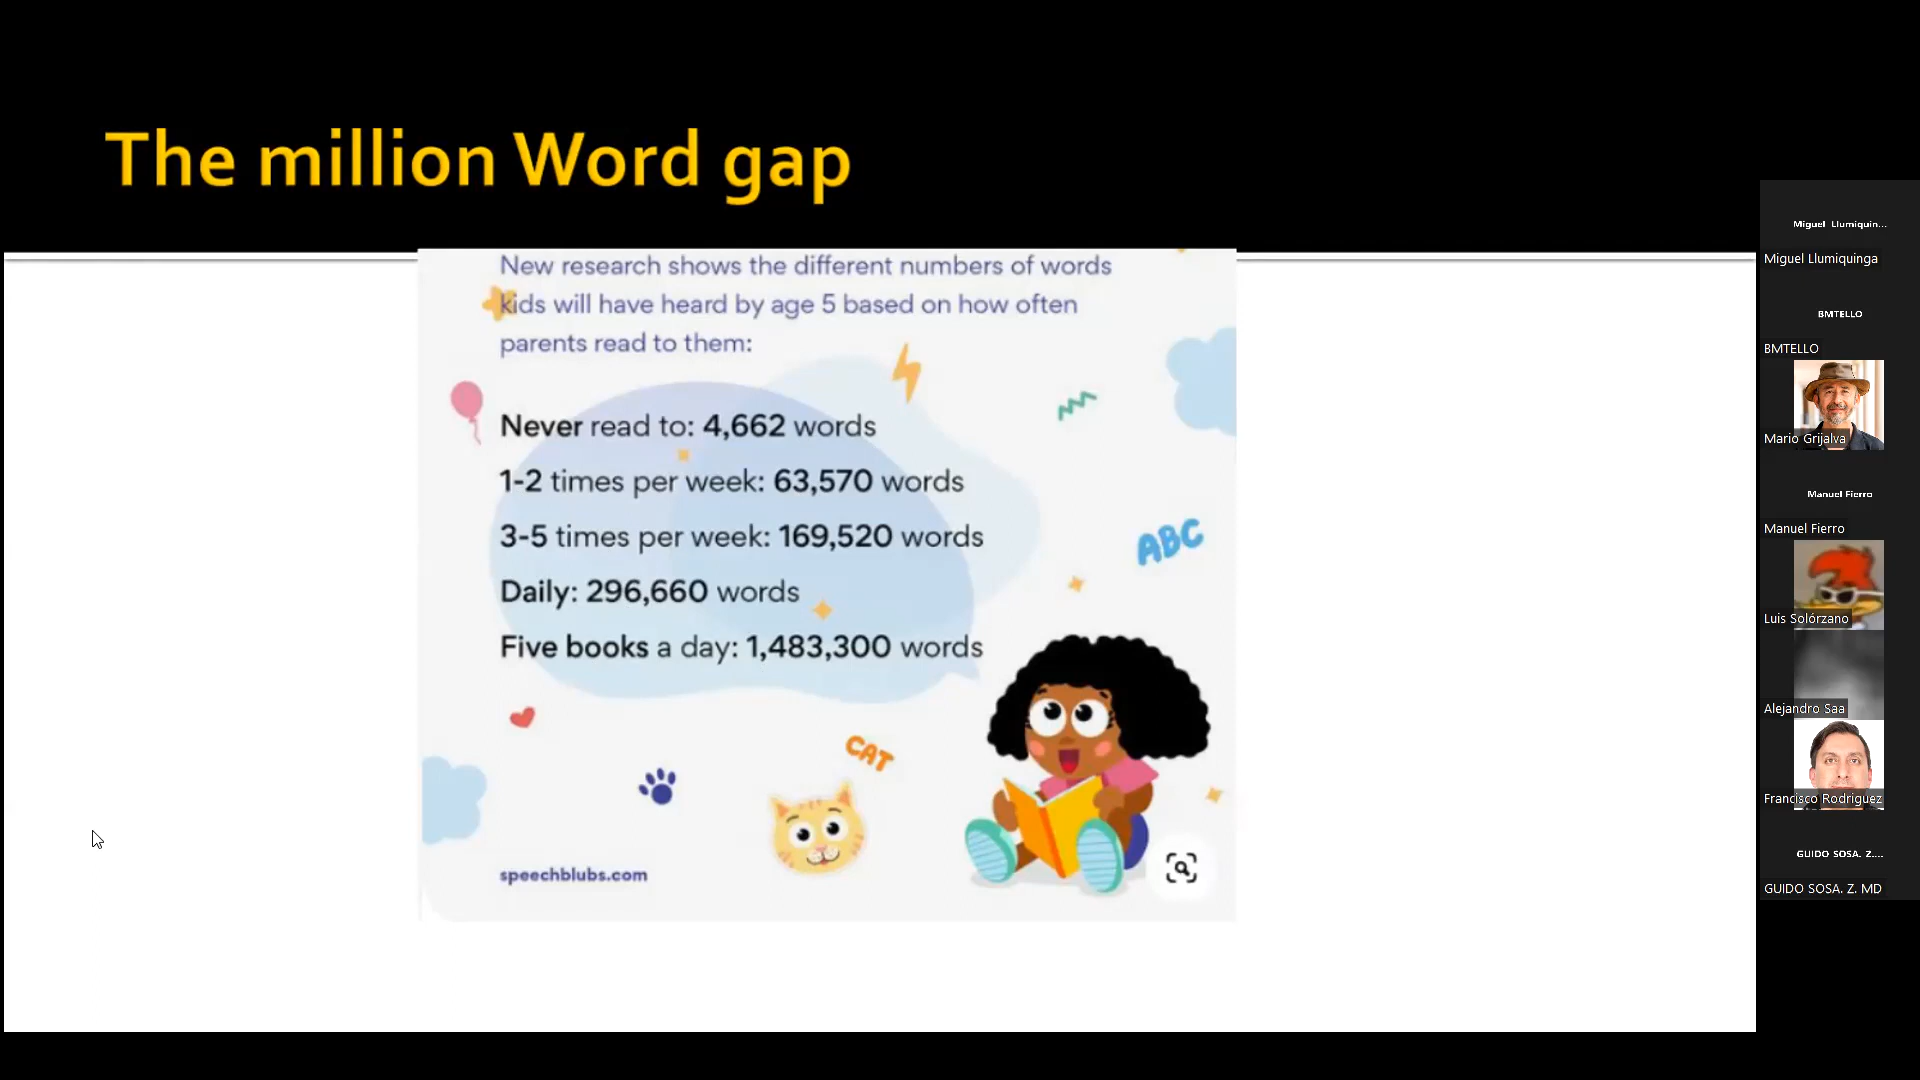 The million Word gap
New research shows the different numbers of words
kids will have heard by age 5 based on how often
parents read to them:
Never read to: 4,662 words
1-2 times per week: 63,570 words
3-5 times per week: 169,520 words
Daily: 296,660 words
Five books a day: 1,483,300 words
ABC
CAT
speechblubs.com
Miguel Llumiquin...
Miguel Llumiquinga
BMTELLO
BMTELLO
Mario Grijalva
Manuel Fierro
Manuel Fierro
Luis Solórzano
Alejandro Saa
Francisco Rodriguez
GUIDO SOSA. Z....
GUIDO SOSA. Z. MD